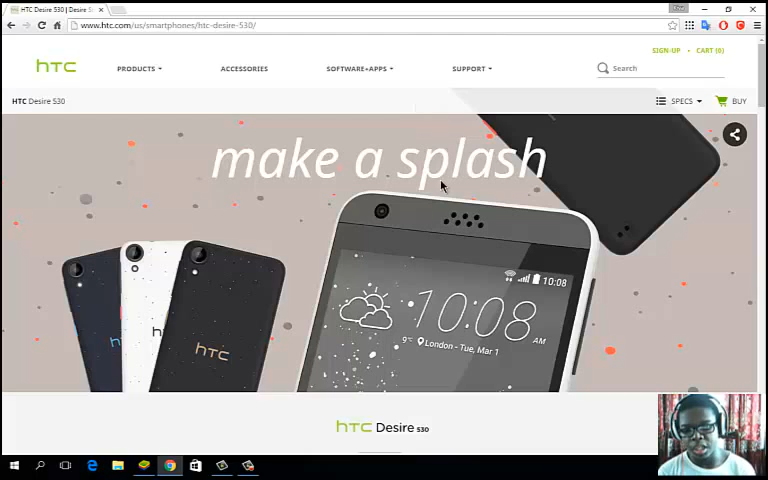 HTC Desire 530 | Desire S
www.htc.com/us/smartphones/htc-desire-530/
SIGN-UP • CART (0)
hTC PRODUCTS ACCESSORIES SOFTWARE+APPS SUPPORT Search
HTC Desire 530 SPECS BUY
make a splash
10:08
10:08 AM
9°C London - Tue, Mar 1
hTC
hTC Desire 530